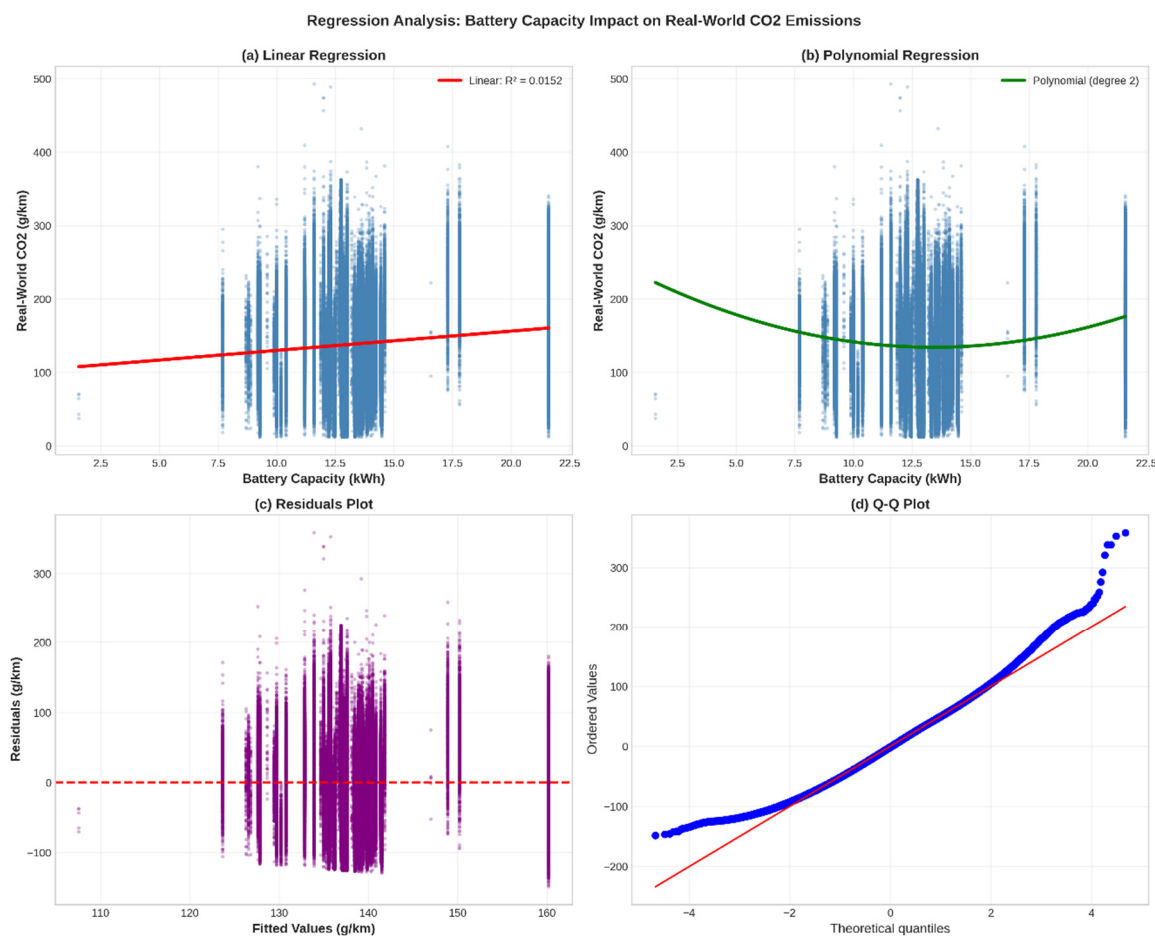 Regression Analysis: Battery Capacity Impact on Real-World CO2 Emissions
(a) Linear Regression
Linear: R² = 0.0152
500
400
300
200
100
0
Real-World CO2 (g/km)
2.5 5.0 7.5 10.0 12.5 15.0 17.5 20.0 22.5
Battery Capacity (kWh)
(b) Polynomial Regression
Polynomial (degree 2)
500
400
300
200
100
0
Real-World CO2 (g/km)
2.5 5.0 7.5 10.0 12.5 15.0 17.5 20.0 22.5
Battery Capacity (kWh)
(c) Residuals Plot
300
200
100
0
−100
Residuals (g/km)
110 120 130 140 150 160
Fitted Values (g/km)
(d) Q-Q Plot
300
200
100
0
−100
−200
Ordered Values
−4 −2 0 2 4
Theoretical quantiles